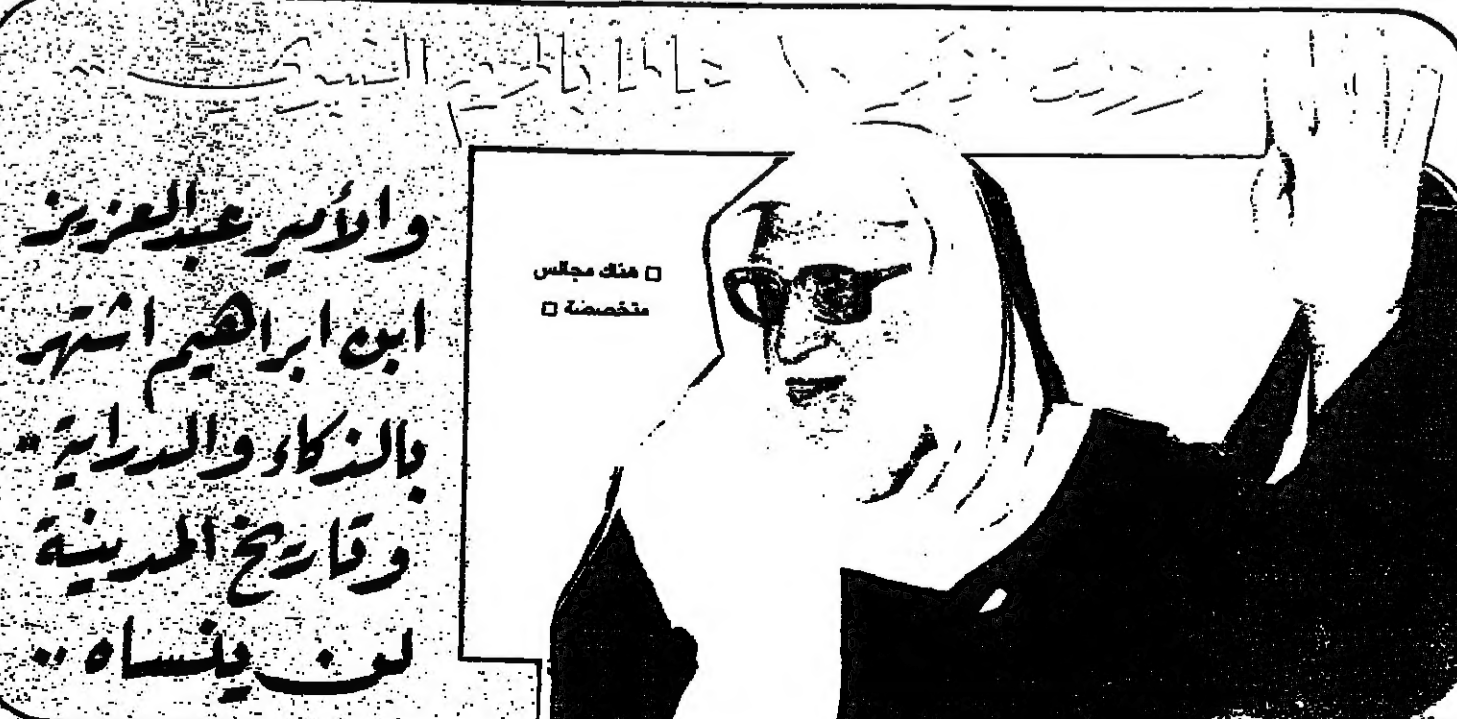 والأمير عبدالعزيز
ابن ابراهيم اشتهر
بالذكاء والدراية ..
وتاريخ المدينة
لن ينساه ..
□ هناك مجالس
متخصصة □